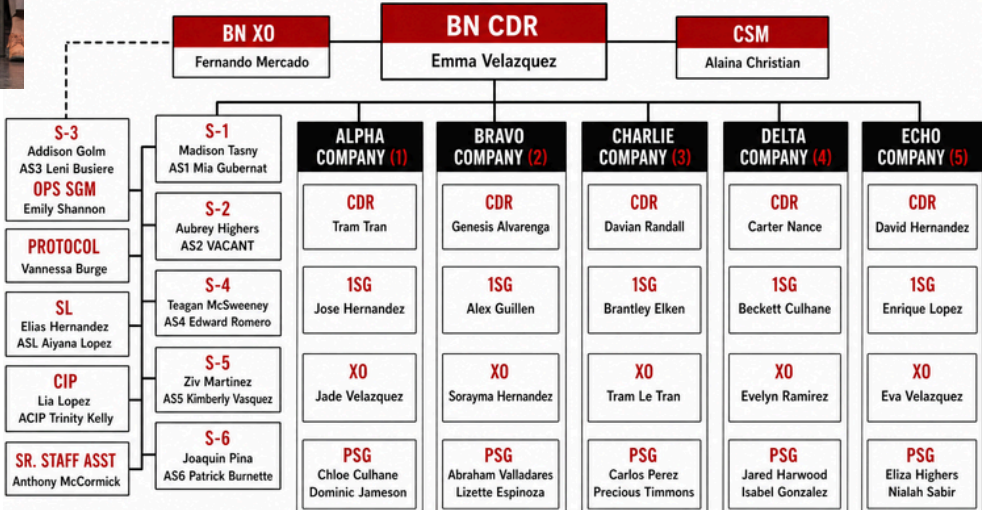 BN XO
Fernando Mercado
BN CDR
Emma Velazquez
CSM
Alaina Christian
S-3
Addison Golm
AS3 Leni Busiere
OPS SGM
Emily Shannon
PROTOCOL
Vannessa Burge
SL
Elias Hernandez
ASL Aiyana Lopez
CIP
Lia Lopez
ACIP Trinity Kelly
SR. STAFF ASST
Anthony McCormick
S-1
Madison Tasny
AS1 Mia Gubernat
S-2
Aubrey Highers
AS2 VACANT
S-4
Teagan McSweeney
AS4 Edward Romero
S-5
Ziv Martinez
AS5 Kimberly Vasquez
S-6
Joaquin Pina
AS6 Patrick Burnette
ALPHA
COMPANY (1)
CDR
Tram Tran
1SG
Jose Hernandez
XO
Jade Velazquez
PSG
Chloe Culhane
Dominic Jameson
BRAVO
COMPANY (2)
CDR
Genesis Alvarenga
1SG
Alex Guillen
XO
Sorayma Hernandez
PSG
Abraham Valladares
Lizette Espinoza
CHARLIE
COMPANY (3)
CDR
Davian Randall
1SG
Brantley Elken
XO
Tram Le Tran
PSG
Carlos Perez
Precious Timmons
DELTA
COMPANY (4)
CDR
Carter Nance
1SG
Beckett Culhane
XO
Evelyn Ramirez
PSG
Jared Harwood
Isabel Gonzalez
ECHO
COMPANY (5)
CDR
David Hernandez
1SG
Enrique Lopez
XO
Eva Velazquez
PSG
Eliza Highers
Nialah Sabir